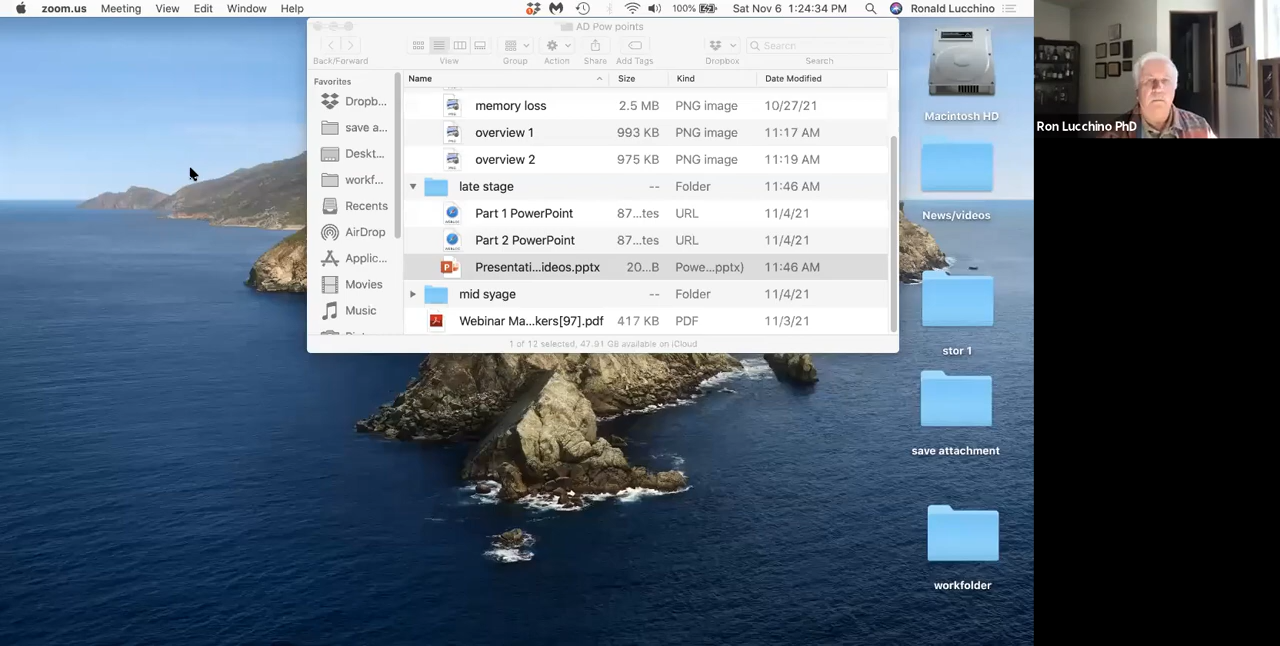 zoom.us Meeting View Edit Window Help 100% Sat Nov 6 1:24:34 PM Ronald Lucchino
AD Pow points
Search
Back/Forward View Group Action Share Add Tags Dropbox Search
Name Size Kind Date Modified
Favorites
Dropb...
save a...
Deskt...
workf...
Recents
AirDrop
Applic...
Movies
Music
memory loss 2.5 MB PNG image 10/27/21
overview 1 993 KB PNG image 11:17 AM
overview 2 975 KB PNG image 11:19 AM
late stage -- Folder 11:46 AM
Part 1 PowerPoint 87...tes URL 11/4/21
Part 2 PowerPoint 87...tes URL 11/4/21
Presentati...ideos.pptx 20...B Powe...pptx) 11:46 AM
mid syage -- Folder 11/4/21
Webinar Ma...kers[97].pdf 417 KB PDF 11/3/21
1 of 12 selected, 47.91 GB available on iCloud
Macintosh HD
News/videos
stor 1
save attachment
workfolder
Ron Lucchino PhD